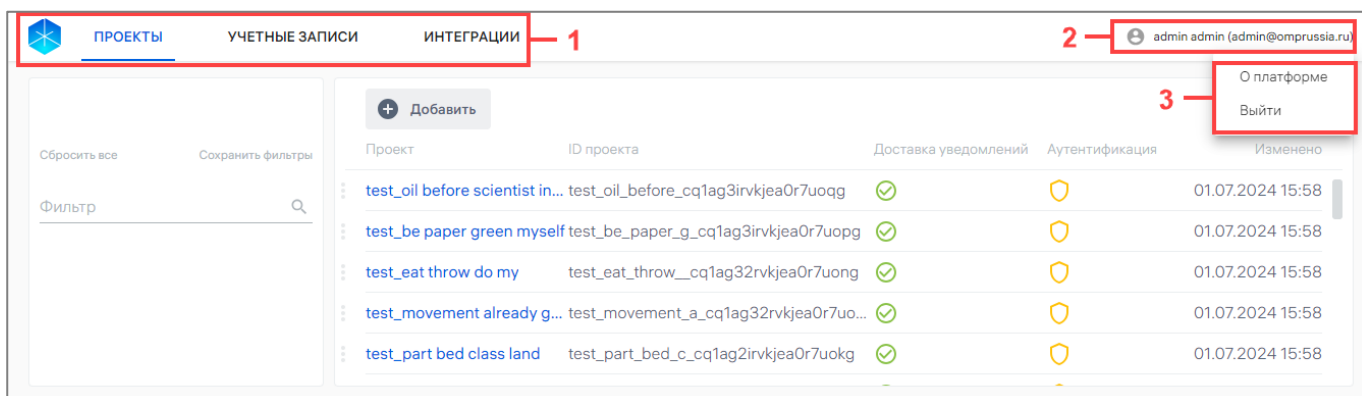 ПРОЕКТЫ УЧЕТНЫЕ ЗАПИСИ ИНТЕГРАЦИИ 1 2 admin admin (admin@omprussia.ru)
3 О платформе
Выйти
Добавить
Сбросить все Сохранить фильтры
Фильтр
Проект ID проекта Доставка уведомлений Аутентификация Изменено
test_oil before scientist in... test_oil_before_cq1ag3irvkjea0r7uoqg 01.07.2024 15:58
test_be paper green myself test_be_paper_g_cq1ag3irvkjea0r7uopg 01.07.2024 15:58
test_eat throw do my test_eat_throw__cq1ag32rvkjea0r7uong 01.07.2024 15:58
test_movement already g... test_movement_a_cq1ag32rvkjea0r7uo... 01.07.2024 15:58
test_part bed class land test_part_bed_c_cq1ag2irvkjea0r7uokg 01.07.2024 15:58